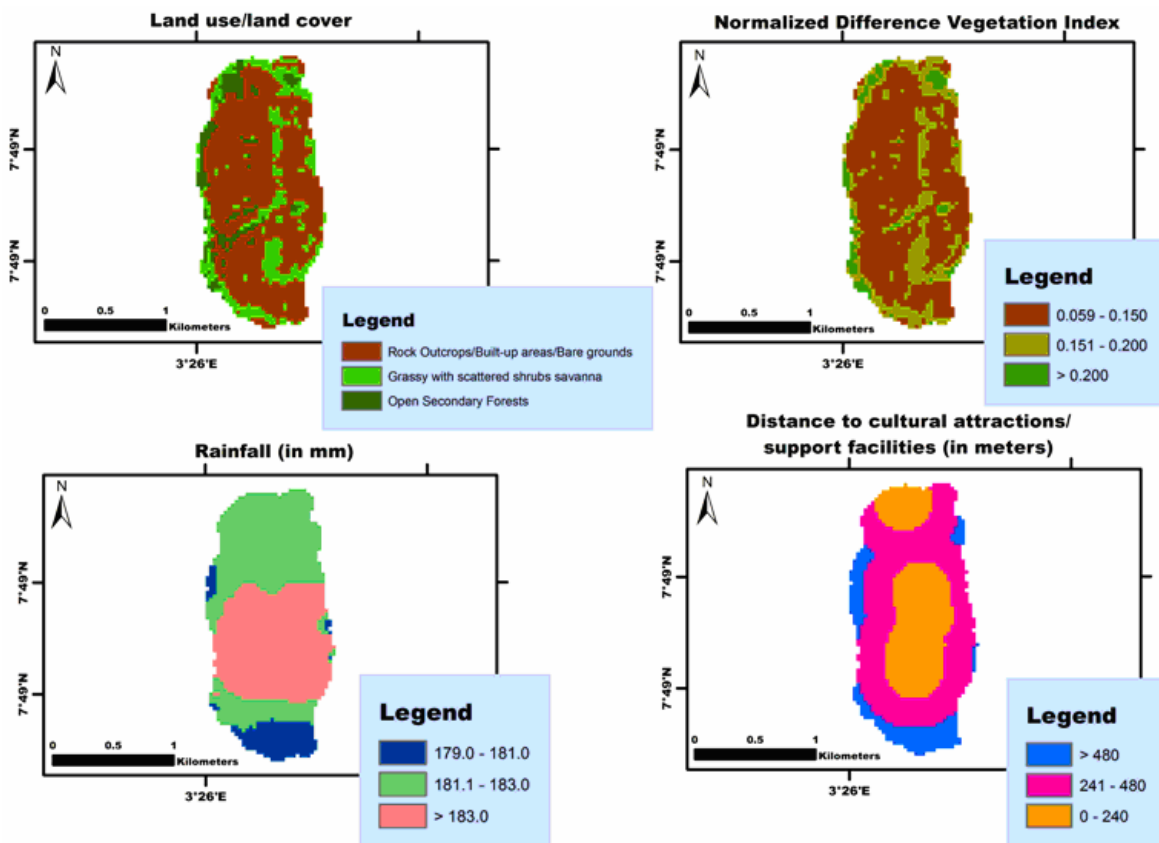 Land use/land cover
N
7°49'N
7°49'N
0 0.5 1
Kilometers
3°26'E
Legend
Rock Outcrops/Built-up areas/Bare grounds
Grassy with scattered shrubs savanna
Open Secondary Forests
Normalized Difference Vegetation Index
N
7°49'N
7°49'N
0 0.5 1
Kilometers
3°26'E
Legend
0.059 - 0.150
0.151 - 0.200
> 0.200
Rainfall (in mm)
N
7°49'N
7°49'N
0 0.5 1
Kilometers
3°26'E
Legend
179.0 - 181.0
181.1 - 183.0
> 183.0
Distance to cultural attractions/
support facilities (in meters)
N
7°49'N
7°49'N
0 0.5 1
Kilometers
3°26'E
Legend
> 480
241 - 480
0 - 240